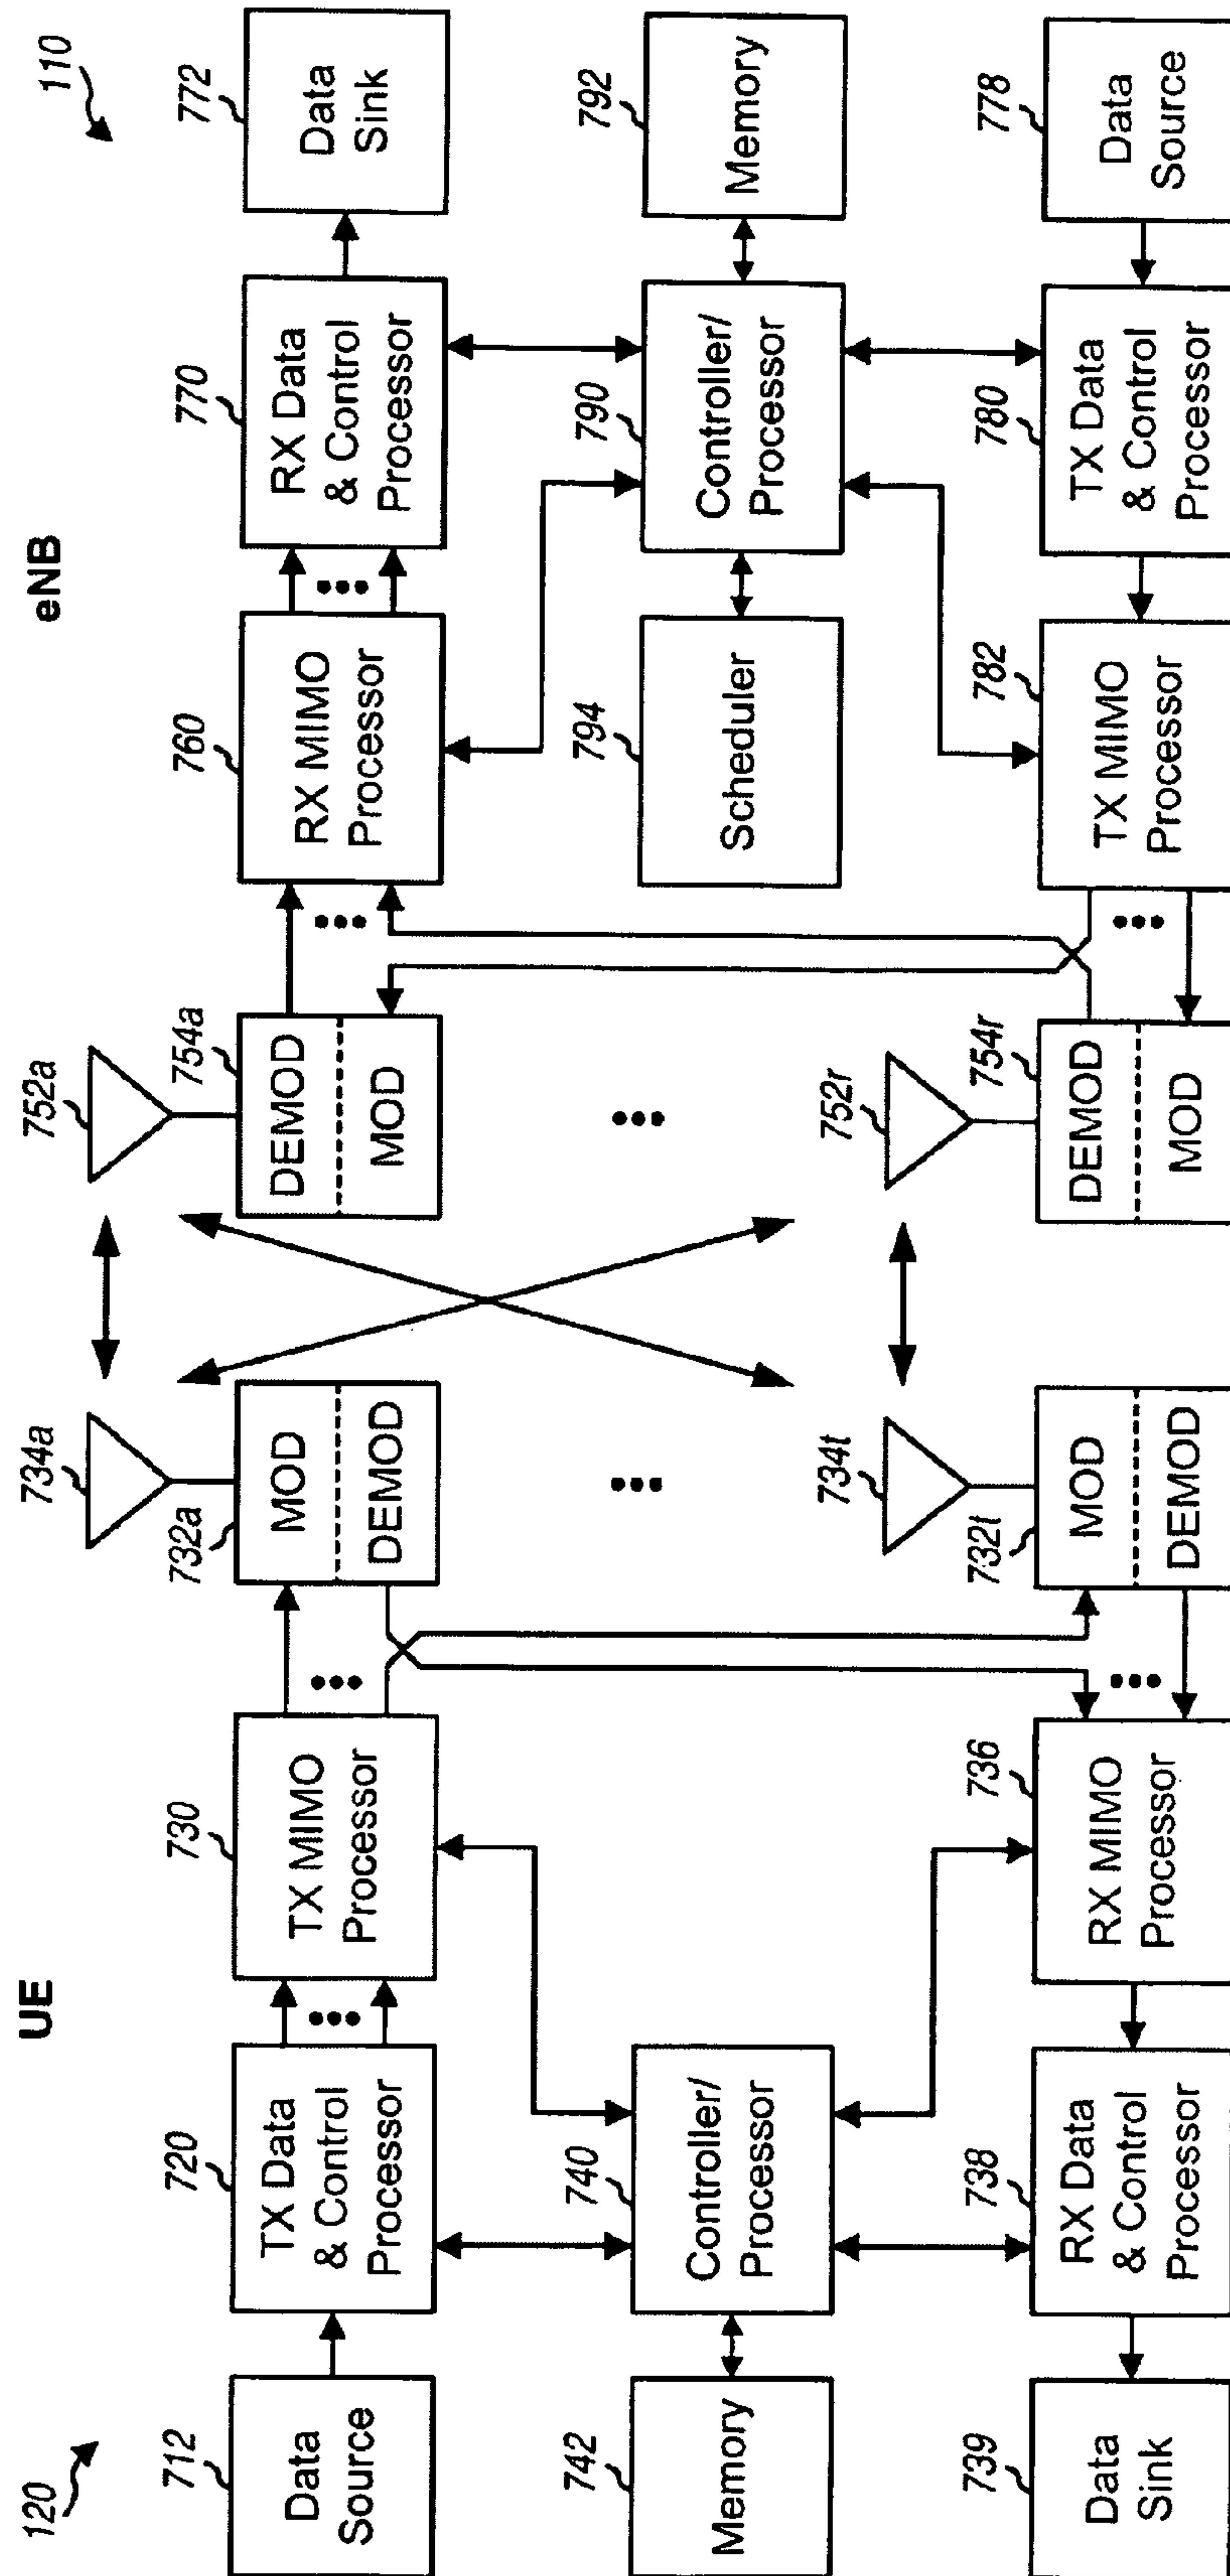 UE
eNB
120
110
712
Data
Source
720
TX Data
& Control
Processor
730
TX MIMO
Processor
732a
MOD
DEMOD
734a
752a
754a
DEMOD
MOD
760
RX MIMO
Processor
770
RX Data
& Control
Processor
772
Data
Sink
742
Memory
740
Controller/
Processor
794
Scheduler
790
Controller/
Processor
792
Memory
739
Data
Sink
738
RX Data
& Control
Processor
736
RX MIMO
Processor
732t
MOD
DEMOD
734t
752r
754r
DEMOD
MOD
782
TX MIMO
Processor
780
TX Data
& Control
Processor
778
Data
Source